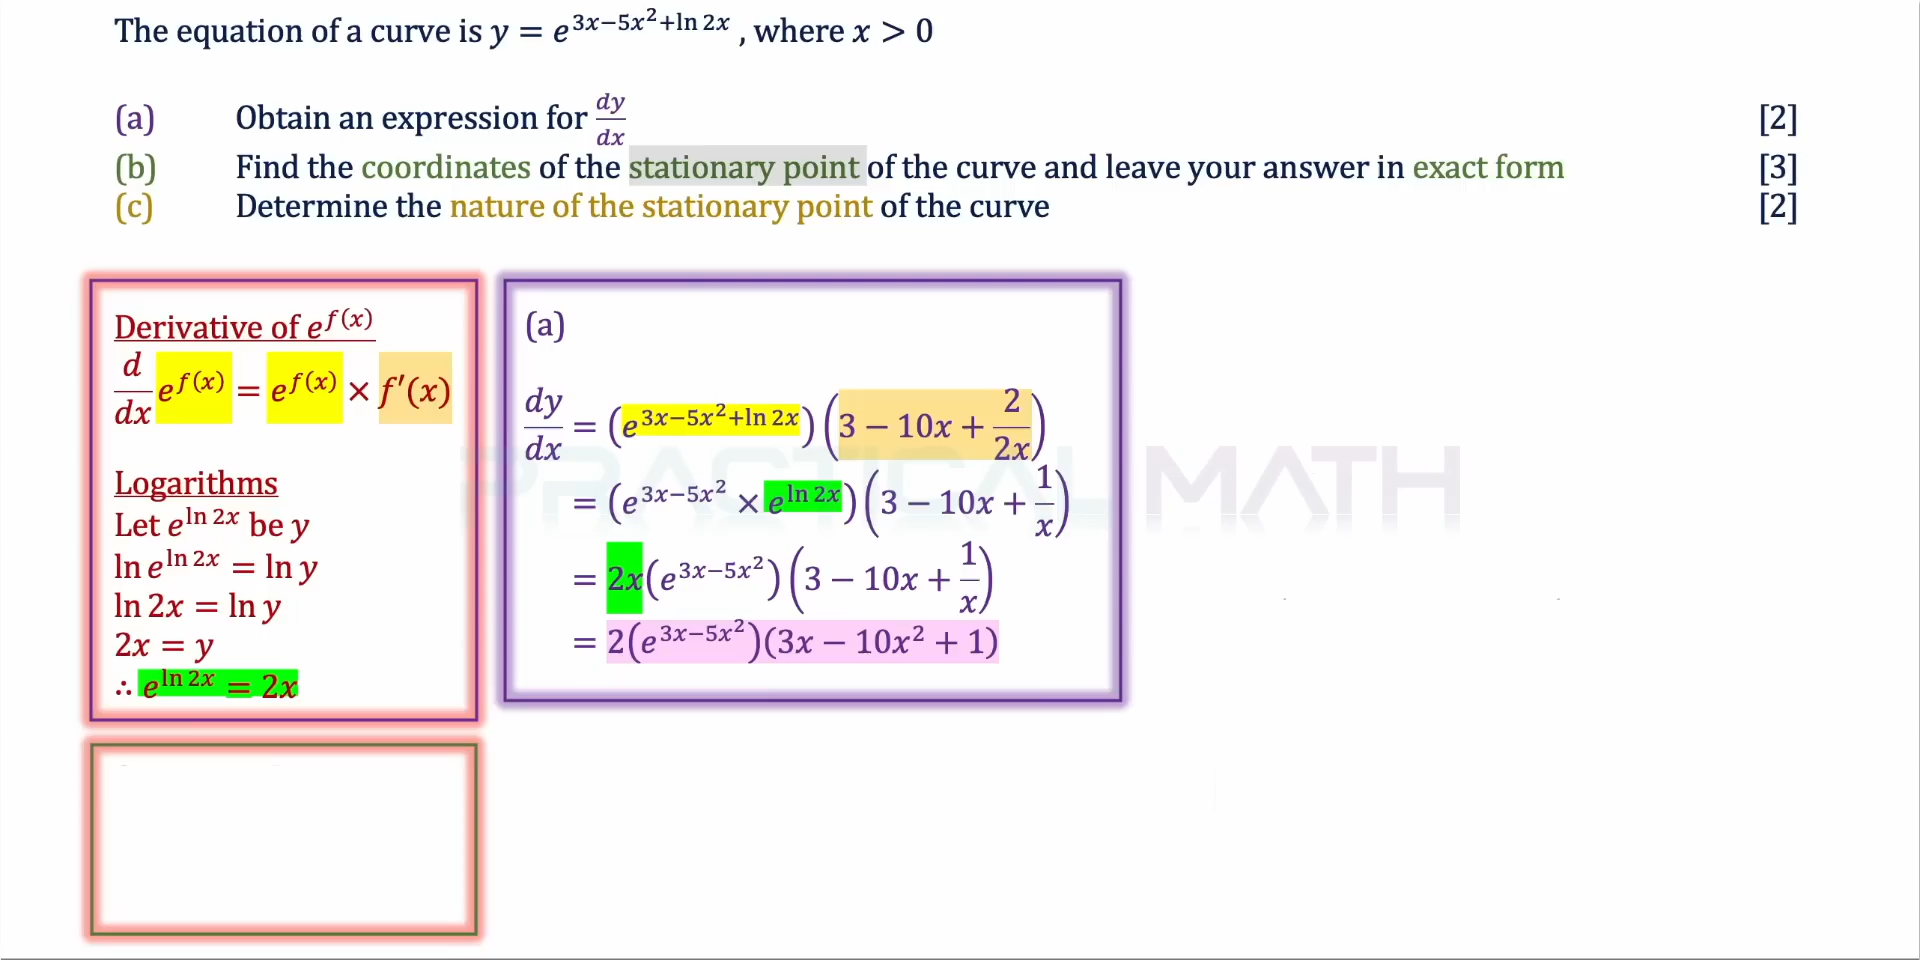 The equation of a curve is y = e^{3x−5x²+ln 2x} , where x > 0
(a) Obtain an expression for dy/dx [2]
(b) Find the coordinates of the stationary point of the curve and leave your answer in exact form [3]
(c) Determine the nature of the stationary point of the curve [2]
Derivative of e^{f(x)}
d/dx e^{f(x)} = e^{f(x)} × f′(x)
Logarithms
Let e^{ln 2x} be y
ln e^{ln 2x} = ln y
ln 2x = ln y
2x = y
∴ e^{ln 2x} = 2x
(a)
dy/dx = (e^{3x−5x²+ln 2x})(3 − 10x + 2/2x)
= (e^{3x−5x²} × e^{ln 2x})(3 − 10x + 1/x)
= 2x(e^{3x−5x²})(3 − 10x + 1/x)
= 2(e^{3x−5x²})(3x − 10x² + 1)
PRACTICAL MATH